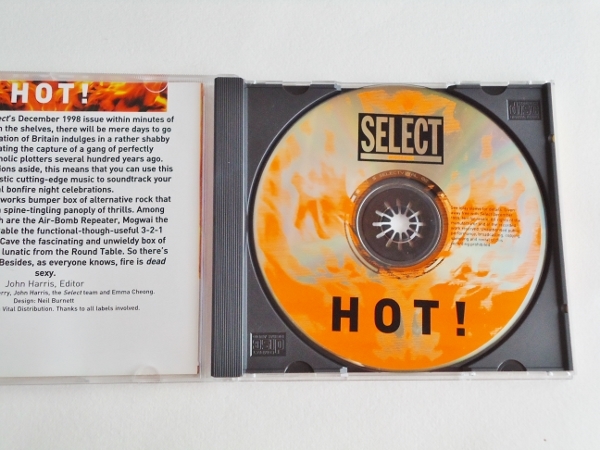 HOT!
ect's December 1998 issue within minutes of
n the shelves, there will be mere days to go
ation of Britain indulges in a rather shabby
ating the capture of a gang of perfectly
holic plotters several hundred years ago.
ions aside, this means that you can use this
stic cutting-edge music to soundtrack your
l bonfire night celebrations.
works bumper box of alternative rock that
spine-tingling panoply of thrills. Among
h are the Air-Bomb Repeater, Mogwai the
able the functional-though-useful 3-2-1
Cave the fascinating and unwieldy box of
lunatic from the Round Table. So there's
Besides, as everyone knows, fire is dead
sexy.
John Harris, Editor
rry, John Harris, the Select team and Emma Cheong.
Design: Neil Burnett
Vital Distribution. Thanks to all labels involved.
SELECT
HOT!